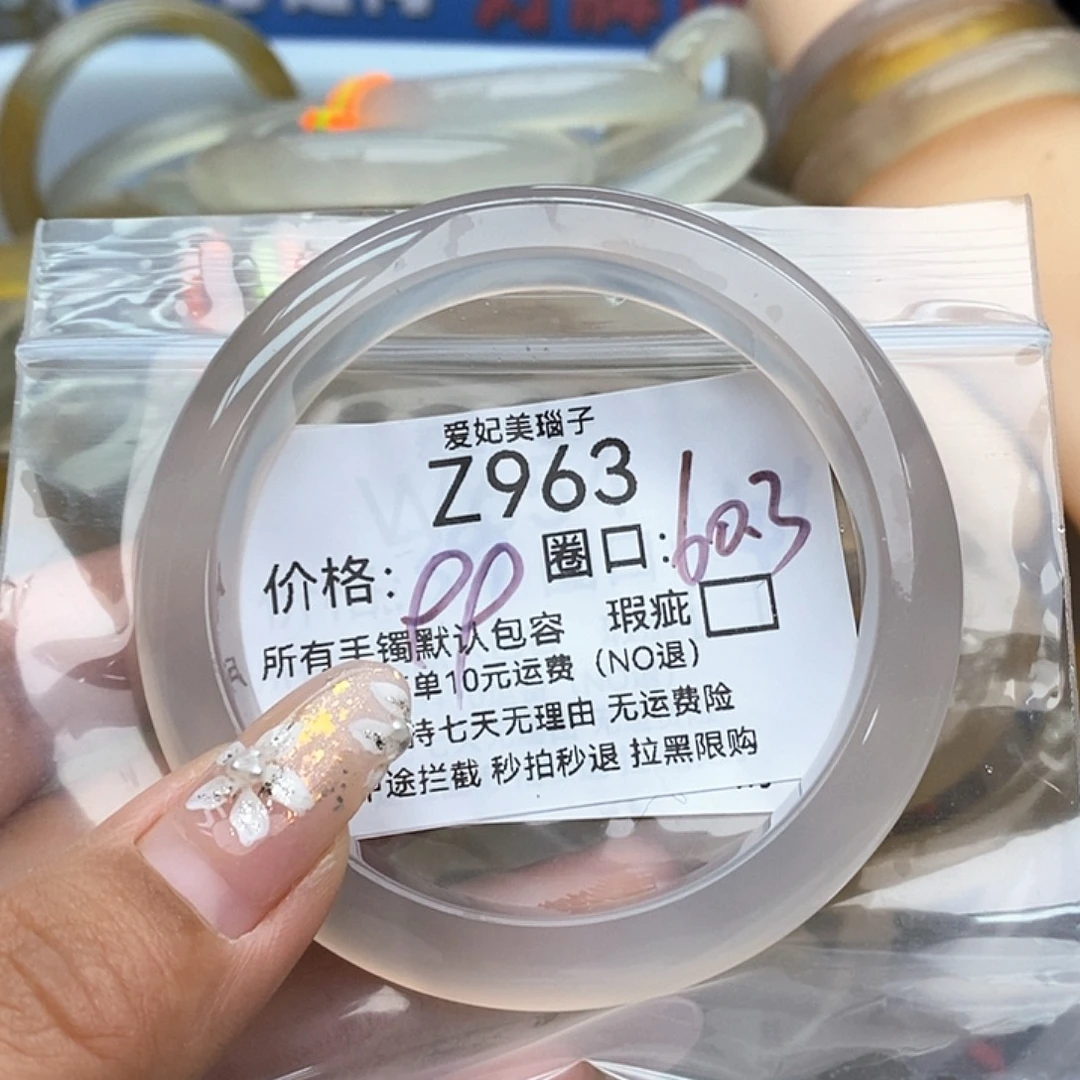 爱妃美瑙子
Z963
价格: PP 圈口: 60.3
所有手镯默认包容 瑕疵
单10元运费 (NO退)
持七天无理由 无运费险
途拦截 秒拍秒退 拉黑限购